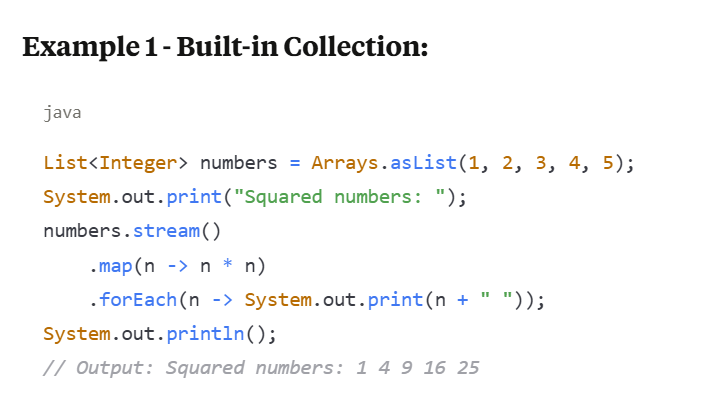 Example 1 - Built-in Collection:
java
List<Integer> numbers = Arrays.asList(1, 2, 3, 4, 5);
System.out.print("Squared numbers: ");
numbers.stream()
    .map(n -> n * n)
    .forEach(n -> System.out.print(n + " "));
System.out.println();
// Output: Squared numbers: 1 4 9 16 25